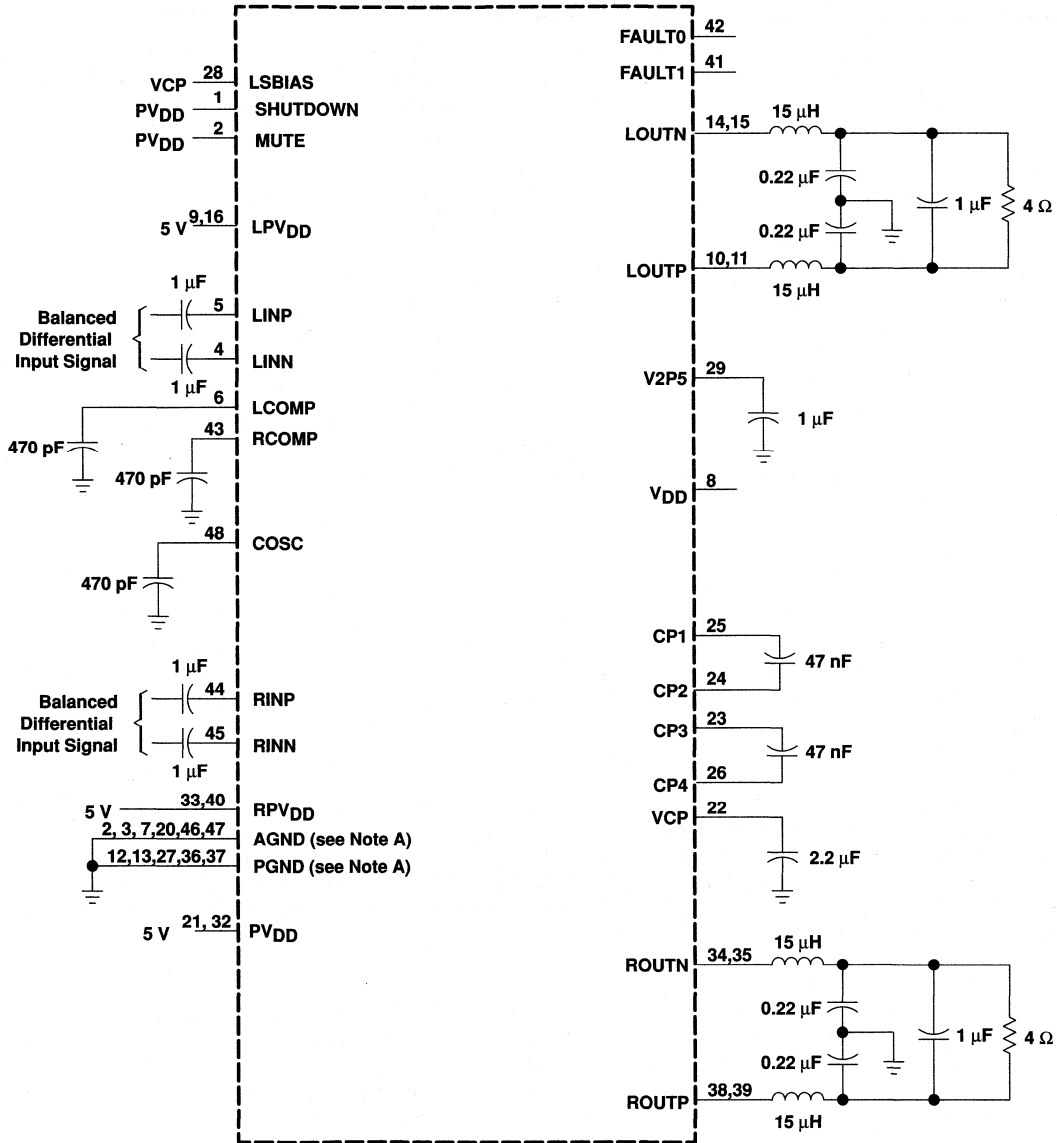 FAULT0 42
FAULT1 41
VCP 28 LSBIAS
PVDD 1 SHUTDOWN
PVDD 2 MUTE
LOUTN 14,15 15 µH
0.22 µF
0.22 µF
1 µF
4 Ω
LOUTP 10,11
15 µH
5 V 9,16 LPVDD
1 µF
5 LINP
Balanced
Differential
Input Signal
4 LINN
1 µF
6 LCOMP
470 pF
43 RCOMP
470 pF
V2P5 29
1 µF
VDD 8
48 COSC
470 pF
CP1 25
47 nF
CP2 24
CP3 23
47 nF
CP4 26
VCP 22
2.2 µF
1 µF
44 RINP
Balanced
Differential
Input Signal
45 RINN
1 µF
5 V 33,40 RPVDD
2, 3, 7,20,46,47 AGND (see Note A)
12,13,27,36,37 PGND (see Note A)
5 V 21, 32 PVDD
ROUTN 34,35 15 µH
0.22 µF
0.22 µF
1 µF
4 Ω
ROUTP 38,39
15 µH